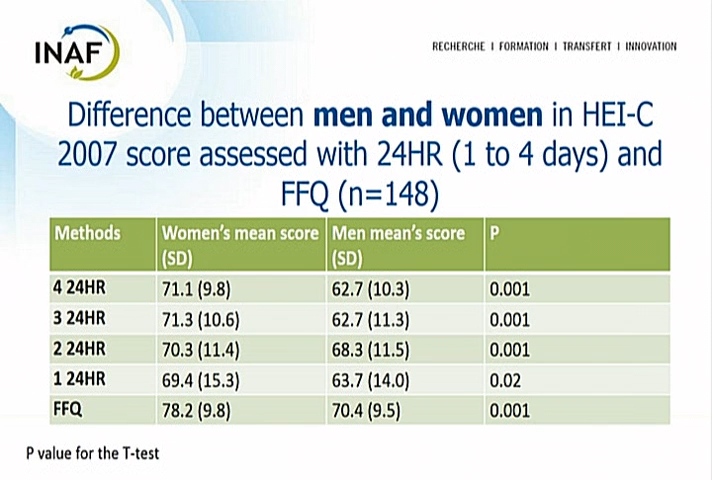 INAF
RECHERCHE I FORMATION I TRANSFERT I INNOVATION
Difference between men and women in HEI-C
2007 score assessed with 24HR (1 to 4 days) and
FFQ (n=148)
Methods Women's mean score (SD) Men mean's score (SD) P
4 24HR 71.1 (9.8) 62.7 (10.3) 0.001
3 24HR 71.3 (10.6) 62.7 (11.3) 0.001
2 24HR 70.3 (11.4) 68.3 (11.5) 0.001
1 24HR 69.4 (15.3) 63.7 (14.0) 0.02
FFQ 78.2 (9.8) 70.4 (9.5) 0.001
P value for the T-test